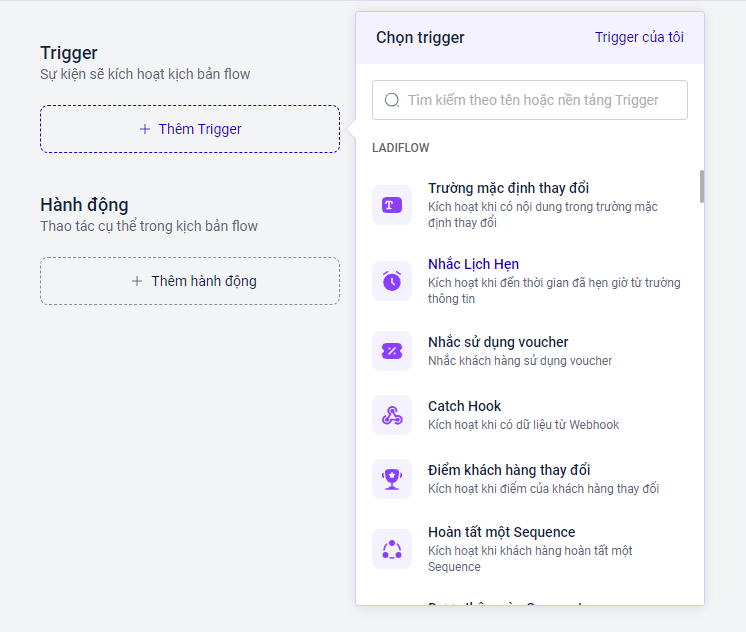 Trigger
Sự kiện sẽ kích hoạt kịch bản flow
+ Thêm Trigger
Hành động
Thao tác cụ thể trong kịch bản flow
+ Thêm hành động
Chọn trigger
Trigger của tôi
Tìm kiếm theo tên hoặc nền tảng Trigger
LADIFLOW
Trường mặc định thay đổi
Kích hoạt khi có nội dung trong trường mặc
định thay đổi
Nhắc Lịch Hẹn
Kích hoạt khi đến thời gian đã hẹn giờ từ trường
thông tin
Nhắc sử dụng voucher
Nhắc khách hàng sử dụng voucher
Catch Hook
Kích hoạt khi có dữ liệu từ Webhook
Điểm khách hàng thay đổi
Kích hoạt khi điểm của khách hàng thay đổi
Hoàn tất một Sequence
Kích hoạt khi khách hàng hoàn tất một
Sequence